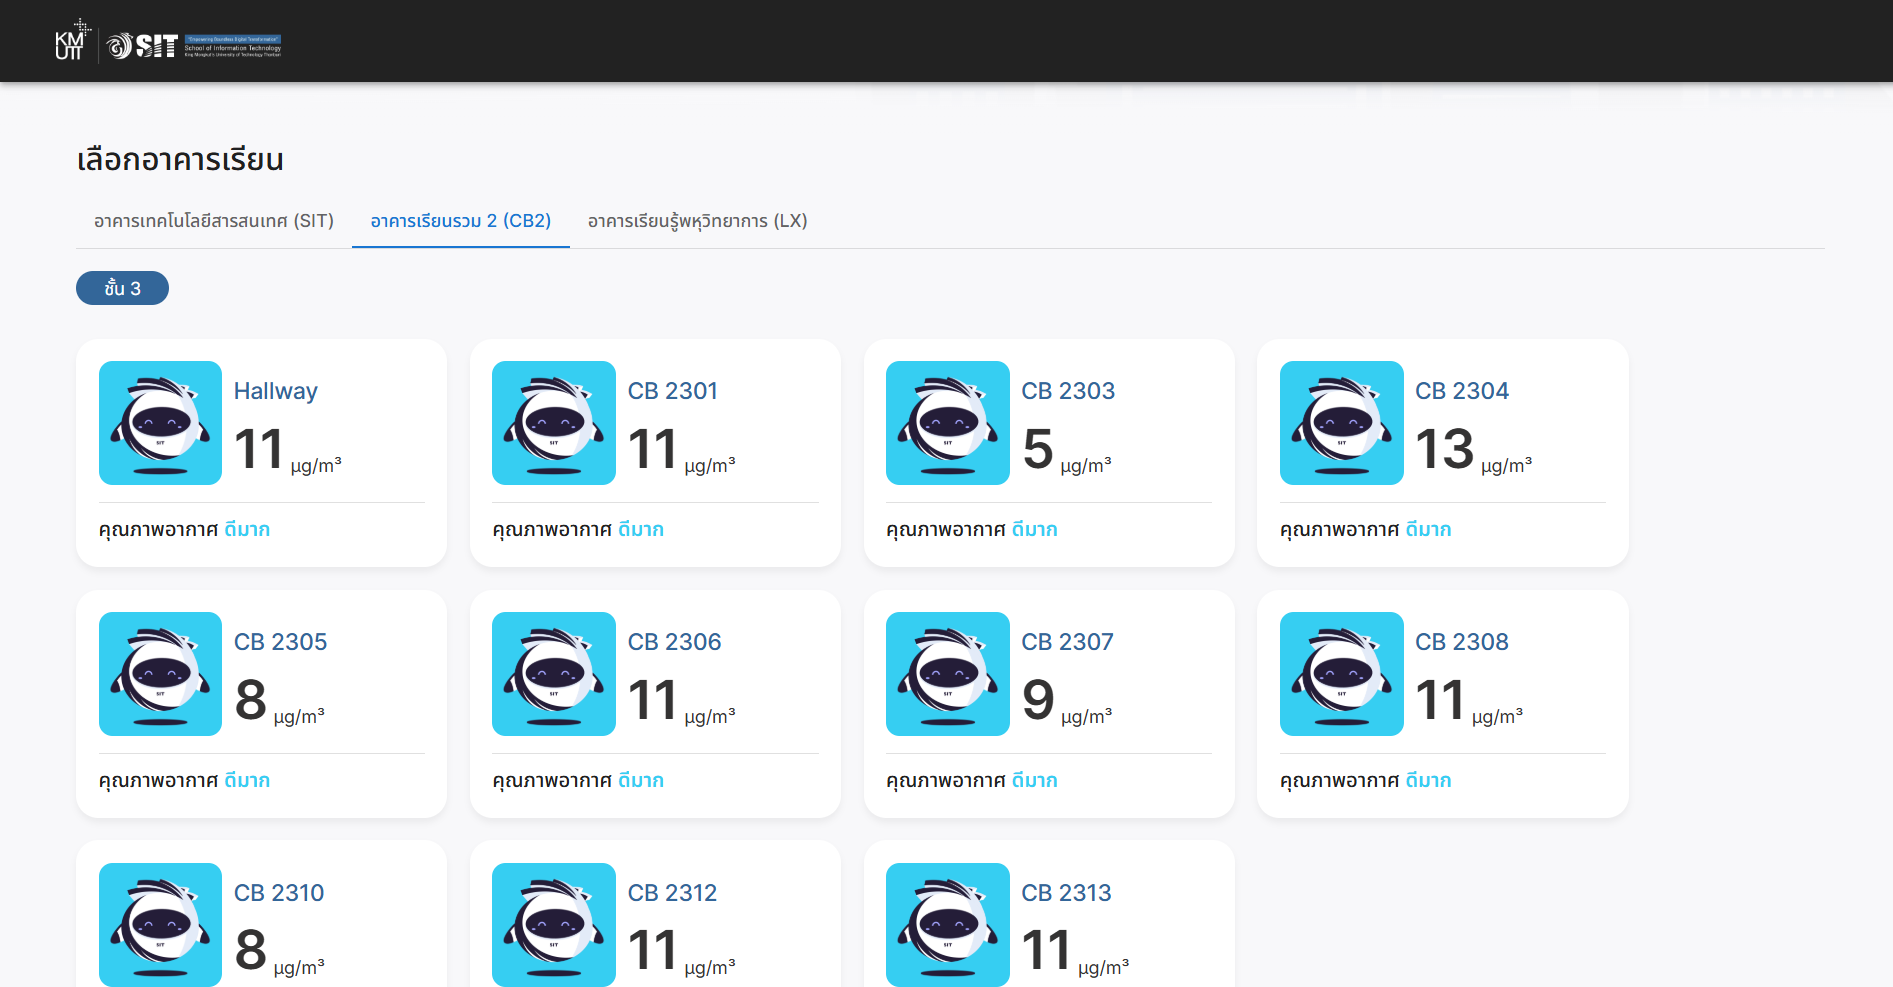 KM
UTT
SIT
"Empowering Boundless Digital Transformation"
School of Information Technology
King Mongkut's University of Technology Thonburi
เลือกอาคารเรียน
อาคารเทคโนโลยีสารสนเทศ (SIT)
อาคารเรียนรวม 2 (CB2)
อาคารเรียนรู้พหุวิทยาการ (LX)
ชั้น 3
Hallway
11 µg/m³
คุณภาพอากาศ ดีมาก
CB 2301
11 µg/m³
คุณภาพอากาศ ดีมาก
CB 2303
5 µg/m³
คุณภาพอากาศ ดีมาก
CB 2304
13 µg/m³
คุณภาพอากาศ ดีมาก
CB 2305
8 µg/m³
คุณภาพอากาศ ดีมาก
CB 2306
11 µg/m³
คุณภาพอากาศ ดีมาก
CB 2307
9 µg/m³
คุณภาพอากาศ ดีมาก
CB 2308
11 µg/m³
คุณภาพอากาศ ดีมาก
CB 2310
8 µg/m³
CB 2312
11 µg/m³
CB 2313
11 µg/m³